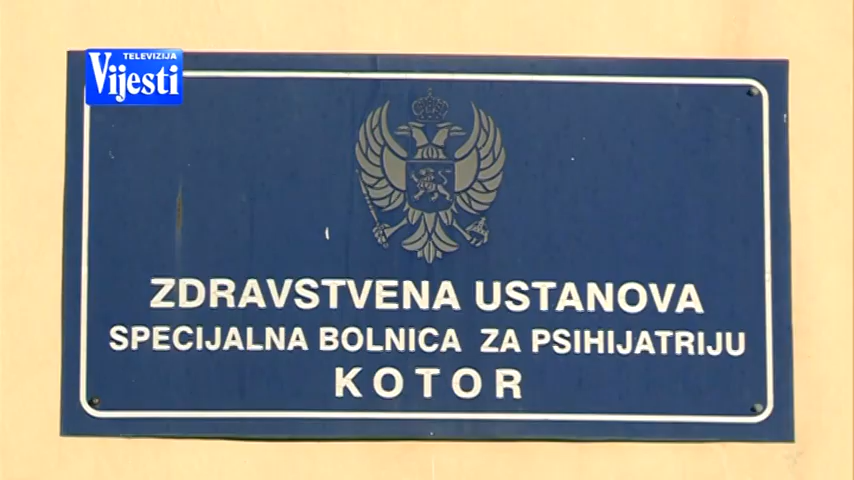 TELEVIZIJA
Vijesti
ZDRAVSTVENA USTANOVA
SPECIJALNA BOLNICA ZA PSIHIJATRIJU
KOTOR